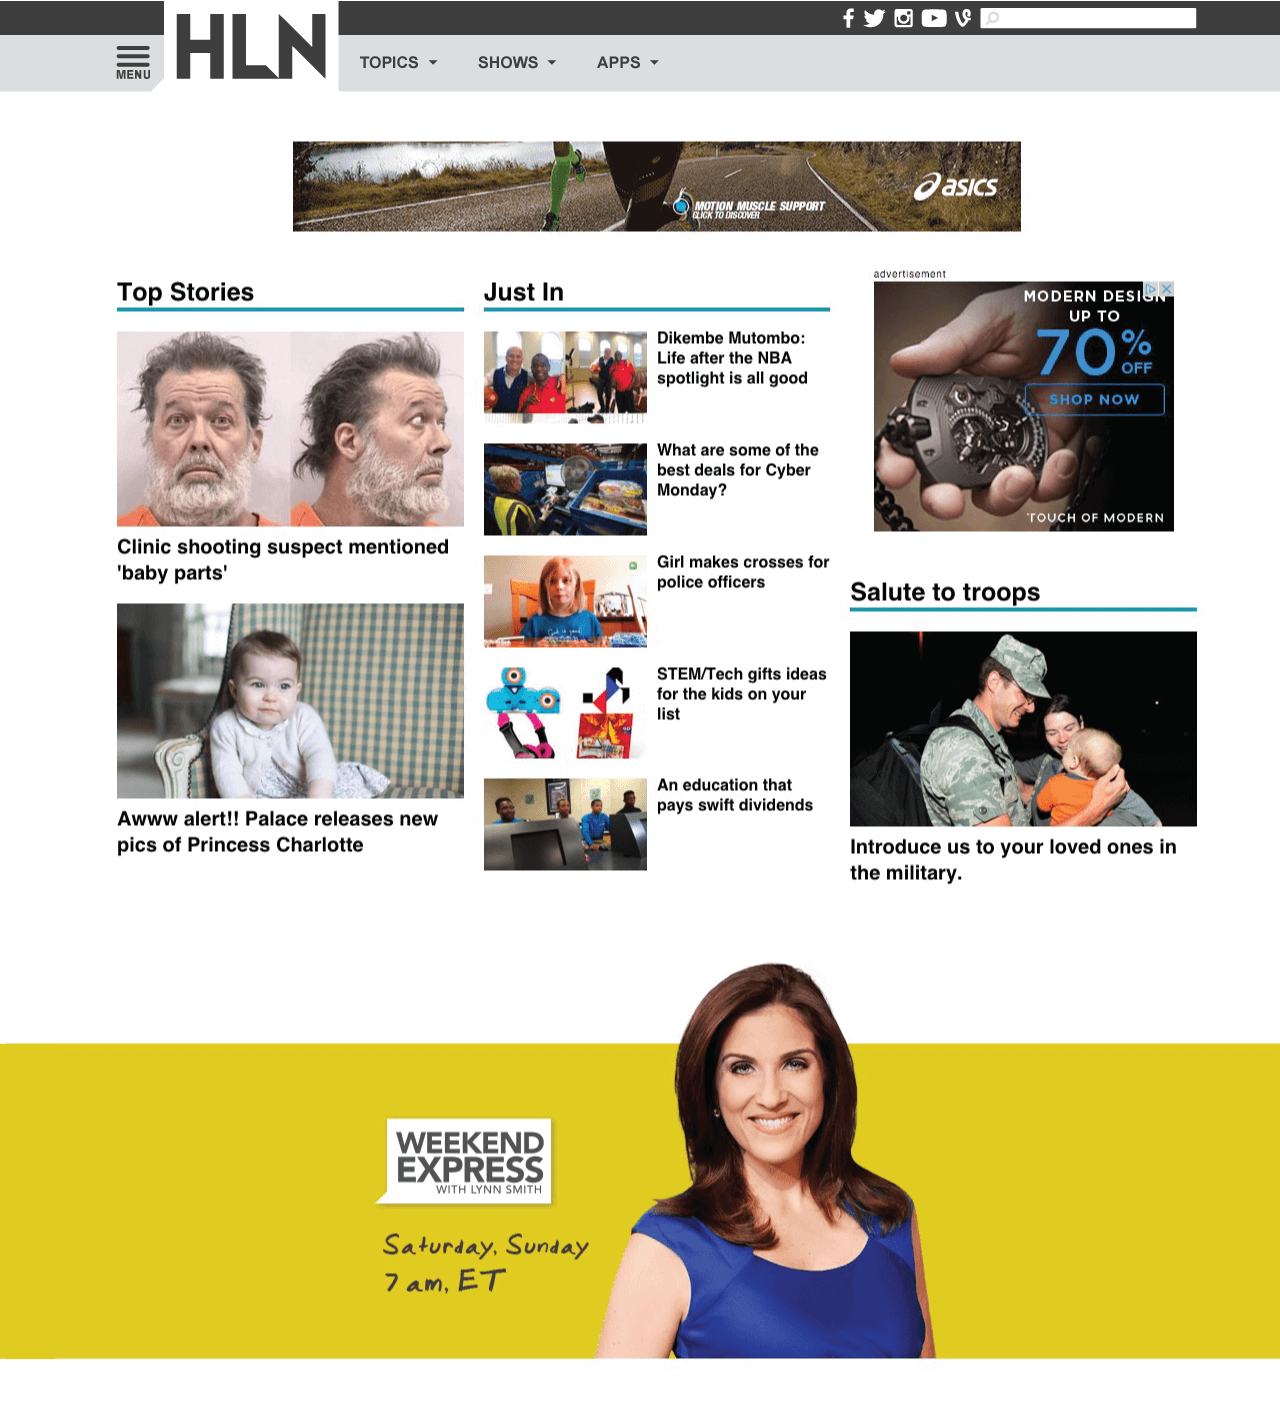 HLN
MENU
TOPICS
SHOWS
APPS
MOTION MUSCLE SUPPORT
CLICK TO DISCOVER
asics
Top Stories
Clinic shooting suspect mentioned
'baby parts'
Awww alert!! Palace releases new
pics of Princess Charlotte
Just In
Dikembe Mutombo:
Life after the NBA
spotlight is all good
What are some of the
best deals for Cyber
Monday?
Girl makes crosses for
police officers
STEM/Tech gifts ideas
for the kids on your
list
An education that
pays swift dividends
advertisement
MODERN DESIGN
UP TO
70%
OFF
SHOP NOW
TOUCH OF MODERN
Salute to troops
Introduce us to your loved ones in
the military.
WEEKEND
EXPRESS
WITH LYNN SMITH
Saturday, Sunday
7 am, ET